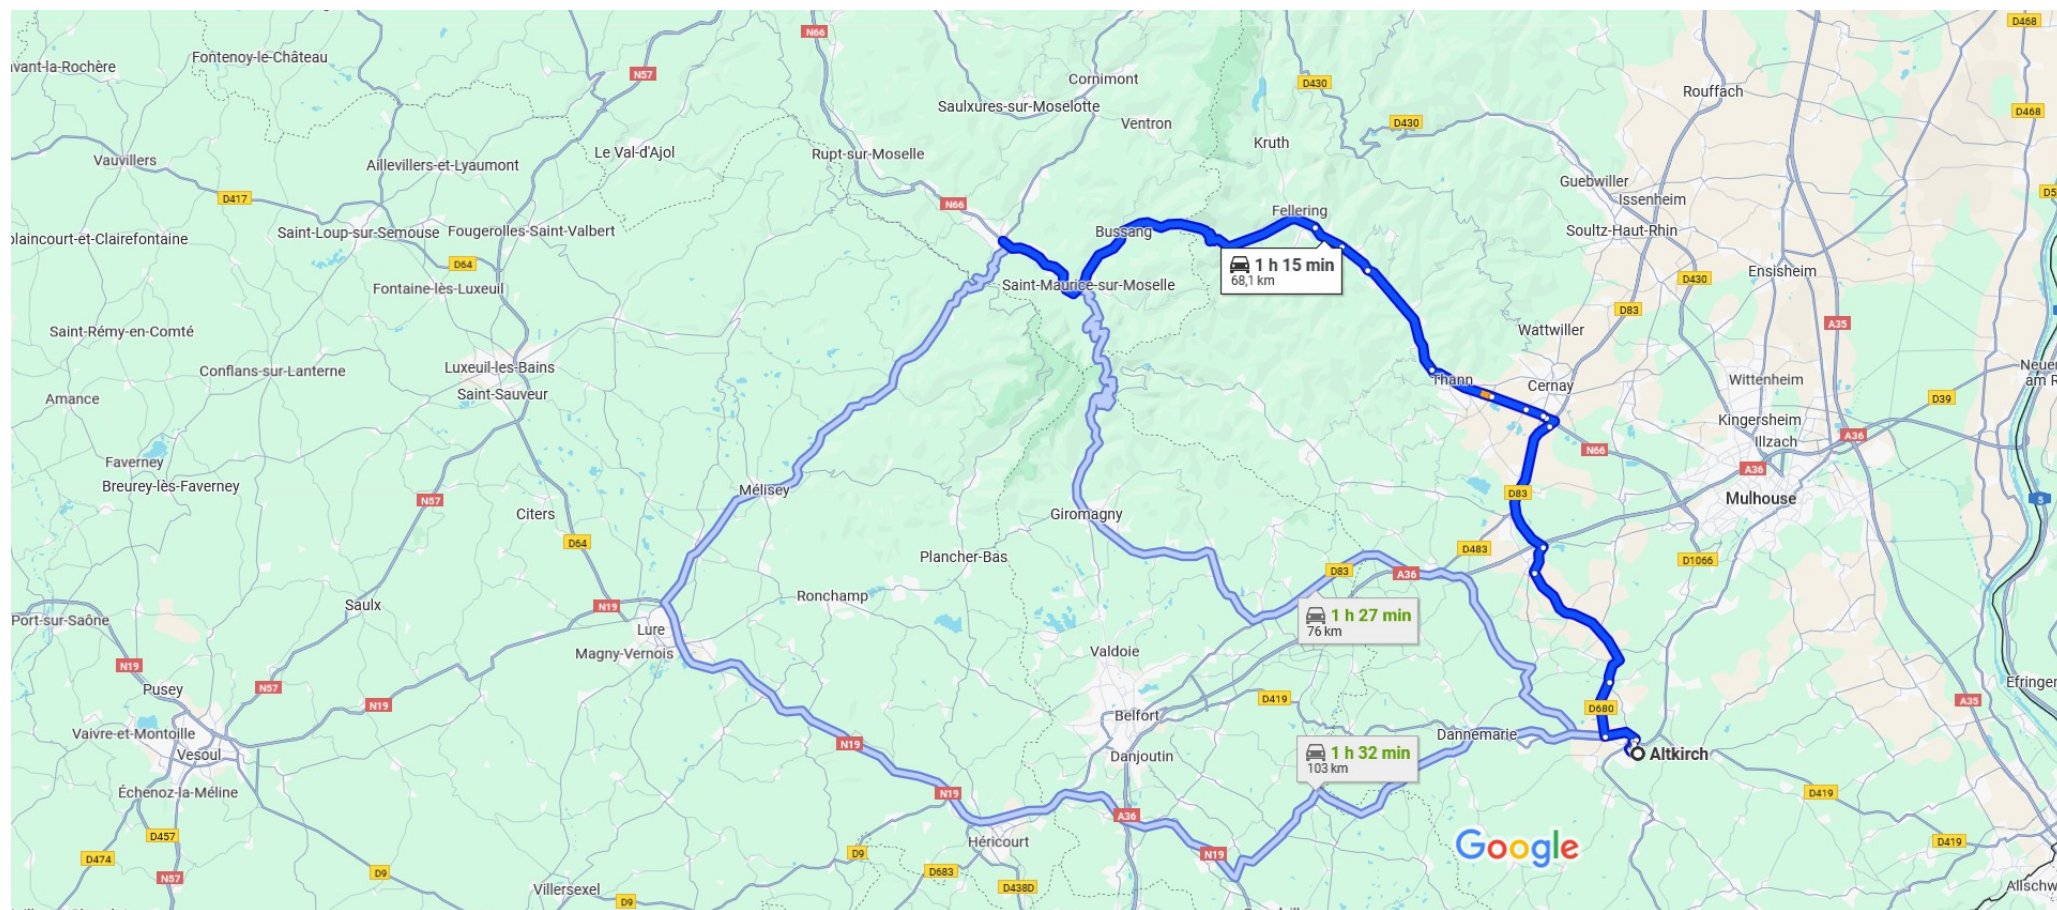 N66
D468
Fontenoy-le-Château
avant-la-Rochère
N57
Cornimont
D430
Rouffach
Saulxures-sur-Moselotte
D468
Ventron
D430
Kruth
Le Val-d'Ajol
Rupt-sur-Moselle
Vauvillers
Aillevillers-et-Lyaumont
Guebwiller
D417
N66
Issenheim
Fellering
Saint-Loup-sur-Semouse
Fougerolles-Saint-Valbert
Bussang
Soultz-Haut-Rhin
plaincourt-et-Clairefontaine
D64
1 h 15 min
68,1 km
Ensisheim
D430
Fontaine-lès-Luxeuil
Saint-Maurice-sur-Moselle
D83
Saint-Rémy-en-Comté
Wattwiller
A35
Conflans-sur-Lanterne
Luxeuil-les-Bains
Saint-Sauveur
Thann
Cernay
Wittenheim
Neuen
am R
Amance
D39
Kingersheim
Illzach
A36
N66
Faverney
A36
Breurey-lès-Faverney
Mélisey
D83
Mulhouse
5
N57
Citers
Giromagny
D64
Plancher-Bas
D483
D1066
D83
A36
Ronchamp
Saulx
N19
Port-sur-Saône
Lure
1 h 27 min
76 km
Magny-Vernois
Valdoie
N19
Pusey
N57
N19
Efringen
D419
A35
D680
Belfort
Vaivre-et-Montoille
Vesoul
N19
Danjoutin
Dannemarie
Altkirch
1 h 32 min
103 km
Échenoz-la-Méline
N19
D419
D457
A36
Héricourt
Google
D419
D474
D9
N19
N57
D9
D683
D438D
Villersexel
D9
Allschw